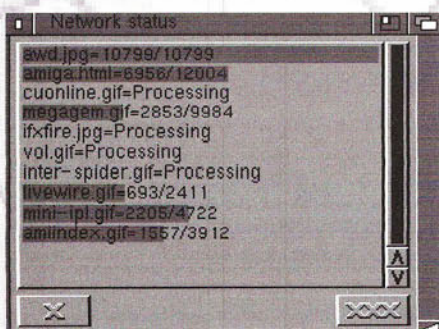 Network status
awd.jpg=10799/10799
amiga.html=6956/12004
cuonline.gif=Processing
megagem.gif=2853/9984
ifxfire.jpg=Processing
vol.gif=Processing
inter-spider.gif=Processing
livewire.gif=693/2411
mini-ipl.gif=2205/4722
amiindex.gif=1557/3912
X XXX